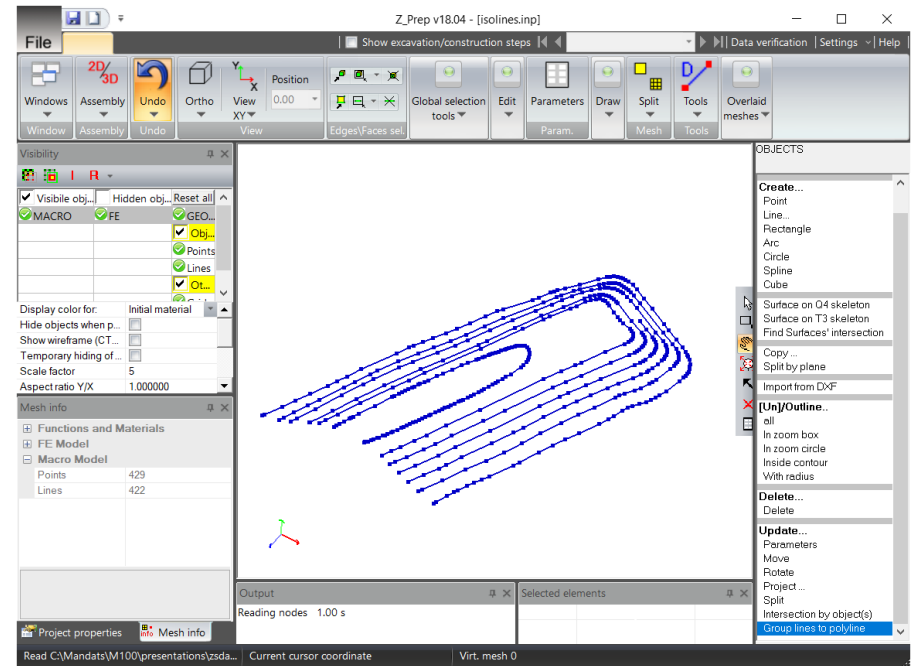 Z_Prep v18.04 - [isolines.inp]
File
Show excavation/construction steps
Data verification
Settings
Help
Windows
Assembly
2D/3D
Undo
Ortho
View
XY
Y
X
Position
0.00
Global selection tools
Edit
Parameters
Draw
Split
Tools
D/
Overlaid meshes
Window
Assembly
Undo
View
Edges\Faces sel.
Param.
Mesh
Tools
Visibility
I R
Visibile obj... Hidden obj... Reset all
MACRO FE GEO...
Obj...
Points
Lines
Ot...
Display color for: Initial material
Hide objects when p...
Show wireframe (CT...
Temporary hiding of...
Scale factor 5
Aspect ratio Y/X 1.000000
Mesh info
Functions and Materials
FE Model
Macro Model
Points 429
Lines 422
Project properties
info Mesh info
Output
Reading nodes 1.00 s
Selected elements
OBJECTS
Create...
Point
Line...
Rectangle
Arc
Circle
Spline
Cube
Surface on Q4 skeleton
Surface on T3 skeleton
Find Surfaces' intersection
Copy ...
Split by plane
Import from DXF
[Un]/Outline..
all
In zoom box
In zoom circle
Inside contour
With radius
Delete...
Delete
Update...
Parameters
Move
Rotate
Project ...
Split
Intersection by object(s)
Group lines to polyline
Read C:\Mandats\M100\presentations\zsda... Current cursor coordinate Virt. mesh 0